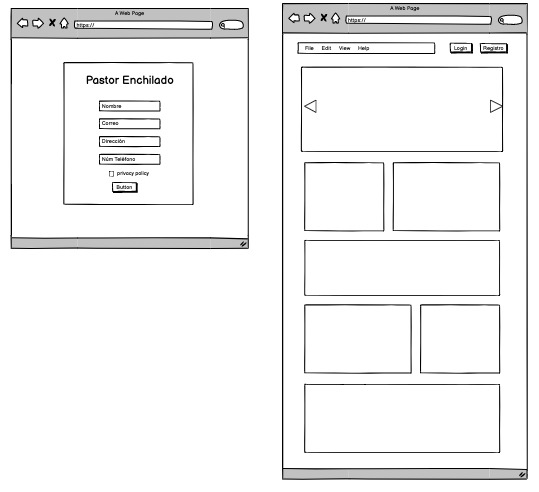 A Web Page
https://
Pastor Enchilado
Nombre
Correo
Dirección
Núm Teléfono
privacy policy
Button
A Web Page
https://
File Edit View Help
Login Registro